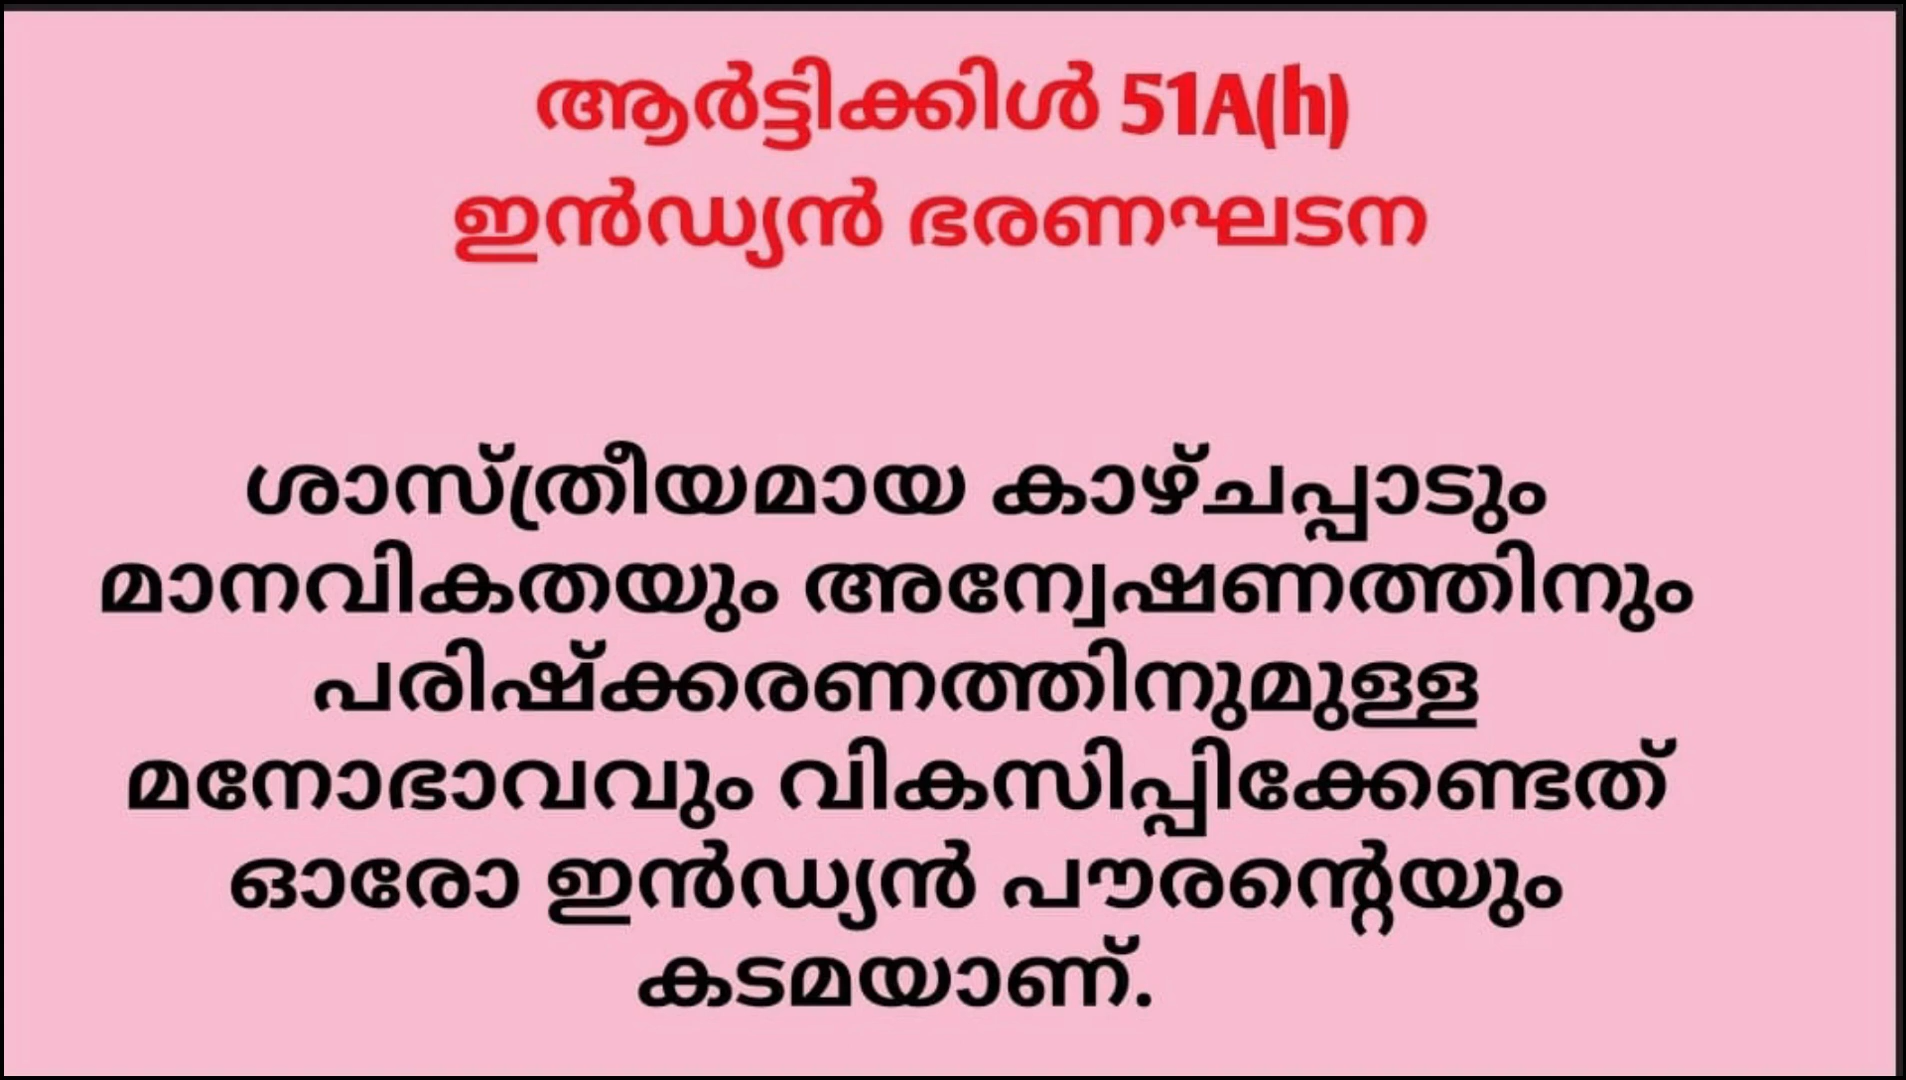 ആർട്ടിക്കിൾ 51A(h)
ഇൻഡ്യൻ ഭരണഘടന
ശാസ്ത്രീയമായ കാഴ്ചപ്പാടും
മാനവികതയും അന്വേഷണത്തിനും
പരിഷ്ക്കരണത്തിനുമുള്ള
മനോഭാവവും വികസിപ്പിക്കേണ്ടത്
ഓരോ ഇൻഡ്യൻ പൗരന്റെയും
കടമയാണ്.